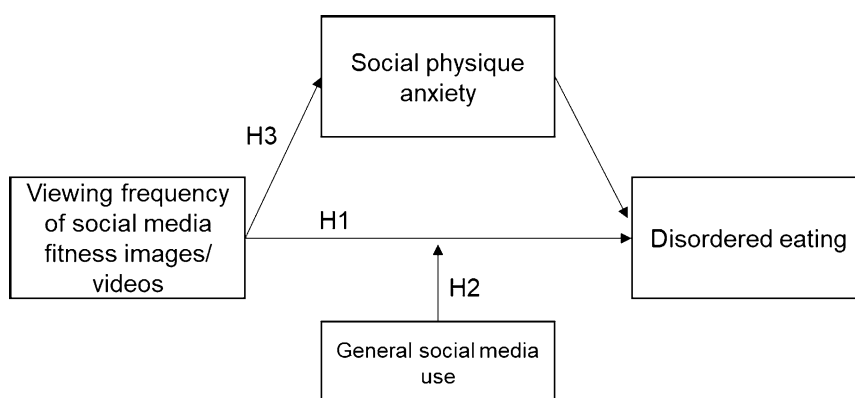 Social physique
anxiety
H3
Viewing frequency
of social media
fitness images/
videos
H1
Disordered eating
H2
General social media
use